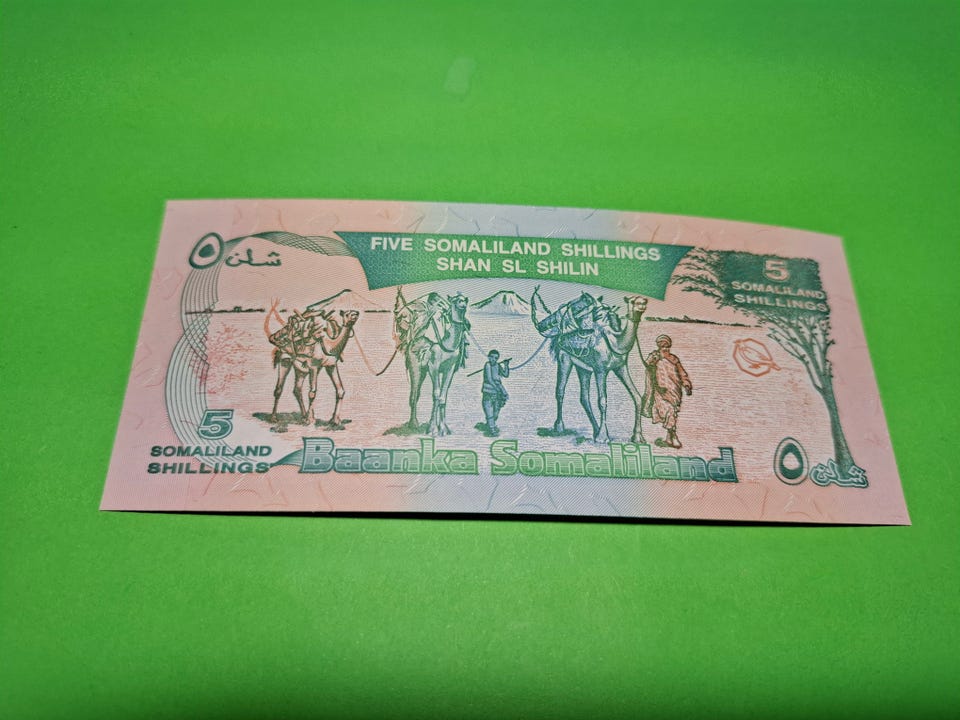 FIVE SOMALILAND SHILLINGS
SHAN SL SHILIN
٥ شلن
5
SOMALILAND
SHILLINGS
5
SOMALILAND
SHILLINGS
Baanka Somaliland
٥ شلن